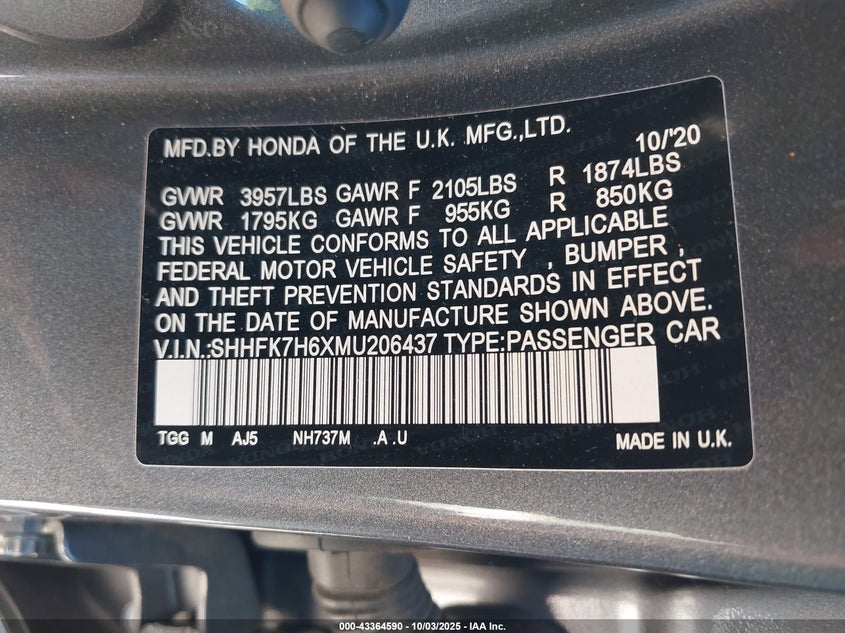 MFD.BY HONDA OF THE U.K. MFG.,LTD. 10/'20
GVWR 3957LBS GAWR F 2105LBS R 1874LBS
GVWR 1795KG GAWR F 955KG R 850KG
THIS VEHICLE CONFORMS TO ALL APPLICABLE
FEDERAL MOTOR VEHICLE SAFETY , BUMPER ,
AND THEFT PREVENTION STANDARDS IN EFFECT
ON THE DATE OF MANUFACTURE SHOWN ABOVE.
V.I.N.:SHHFK7H6XMU206437 TYPE:PASSENGER CAR
TGG M AJ5 NH737M .A .U MADE IN U.K.
000-43364590 - 10/03/2025 - IAA Inc.